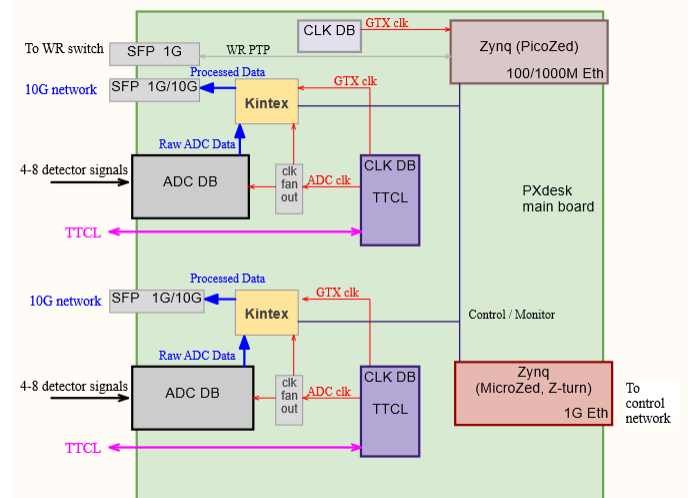 GTX clk
CLK DB
Zynq (PicoZed)
100/1000M Eth
To WR switch
SFP 1G
WR PTP
Processed Data
10G network
SFP 1G/10G
Kintex
GTX clk
Raw ADC Data
4-8 detector signals
ADC DB
clk
fan
out
ADC clk
CLK DB
TTCL
PXdesk
main board
TTCL
Processed Data
10G network
SFP 1G/10G
Kintex
GTX clk
Control / Monitor
Raw ADC Data
4-8 detector signals
ADC DB
clk
fan
out
ADC clk
CLK DB
TTCL
Zynq
(MicroZed, Z-turn)
1G Eth
To
control
network
TTCL